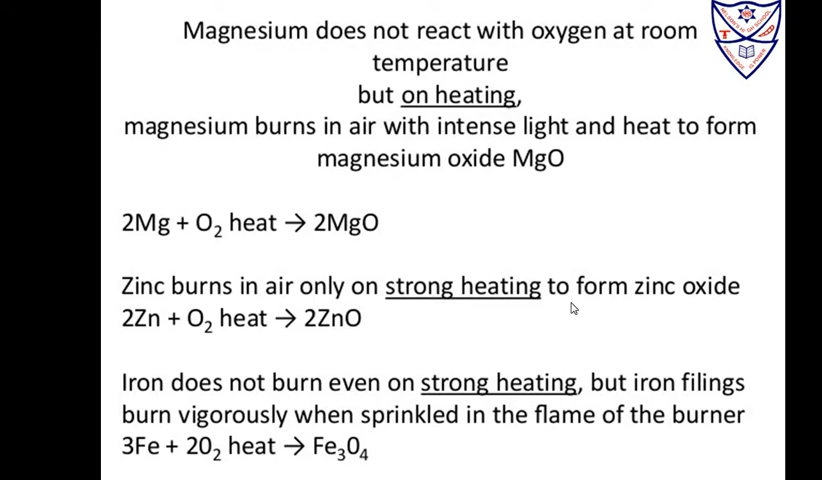 Magnesium does not react with oxygen at room
temperature
but on heating,
magnesium burns in air with intense light and heat to form
magnesium oxide MgO
2Mg + O₂ heat → 2MgO
Zinc burns in air only on strong heating to form zinc oxide
2Zn + O₂ heat → 2ZnO
Iron does not burn even on strong heating, but iron filings
burn vigorously when sprinkled in the flame of the burner
3Fe + 2O₂ heat → Fe₃O₄